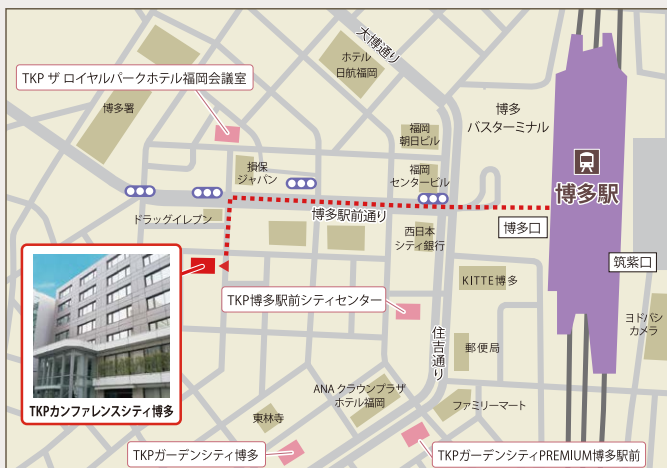 大博通り
ホテル
日航福岡
TKP ザ ロイヤルパークホテル福岡会議室
博多署
博多
バスターミナル
福岡
朝日ビル
損保
ジャパン
福岡
センタービル
博多駅
ドラッグイレブン
博多駅前通り
博多口
西日本
シティ銀行
筑紫口
KITTE博多
TKP博多駅前シティセンター
ヨドバシ
カメラ
住吉通り
郵便局
ANA クラウンプラザ
ホテル福岡
ファミリーマート
TKPカンファレンスシティ博多
東林寺
TKPガーデンシティ博多
TKPガーデンシティPREMIUM博多駅前